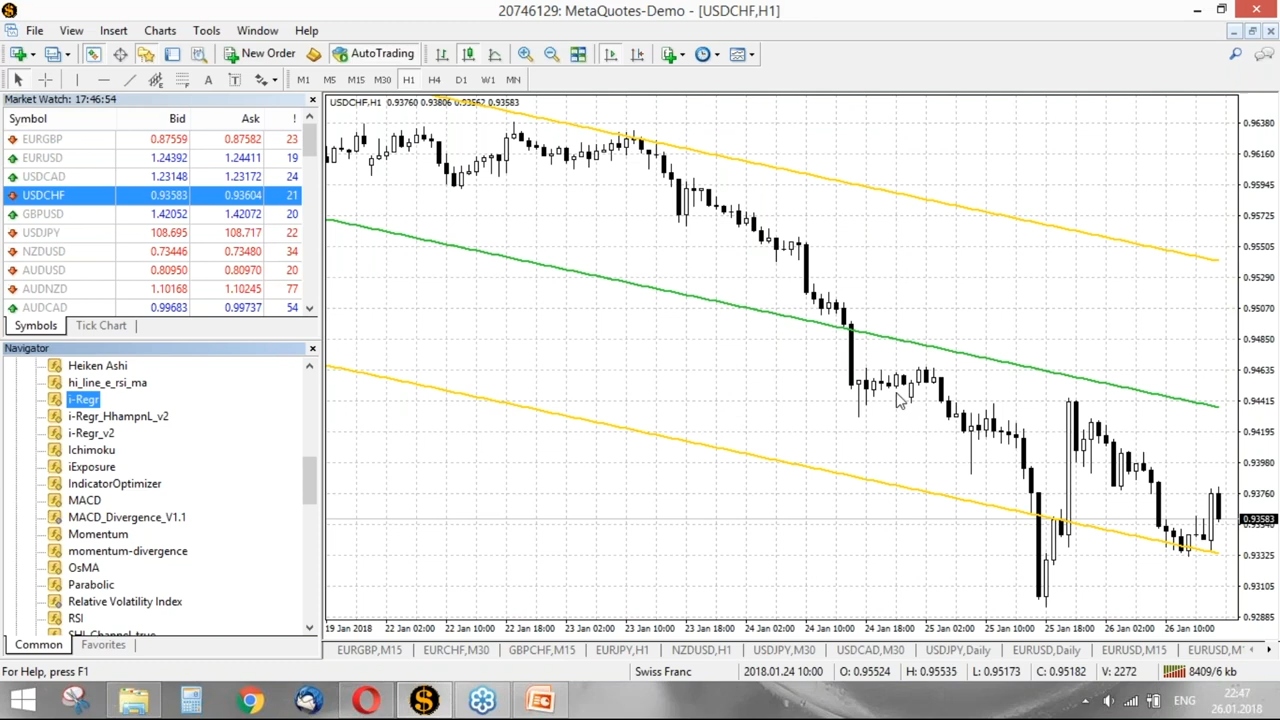 20746129: MetaQuotes-Demo - [USDCHF,H1]
File View Insert Charts Tools Window Help
New Order AutoTrading
A T M1 M5 M15 M30 H1 H4 D1 W1 MN
Market Watch: 17:46:54
Symbol Bid Ask !
EURGBP 0.87559 0.87582 23
EURUSD 1.24392 1.24411 19
USDCAD 1.23148 1.23172 24
USDCHF 0.93583 0.93604 21
GBPUSD 1.42052 1.42072 20
USDJPY 108.695 108.717 22
NZDUSD 0.73446 0.73480 34
AUDUSD 0.80950 0.80970 20
AUDNZD 1.10168 1.10245 77
AUDCAD 0.99683 0.99737 54
Symbols Tick Chart
Navigator
Heiken Ashi
hi_line_e_rsi_ma
i-Regr
i-Regr_HhampnL_v2
i-Regr_v2
Ichimoku
iExposure
IndicatorOptimizer
MACD
MACD_Divergence_V1.1
Momentum
momentum-divergence
OsMA
Parabolic
Relative Volatility Index
RSI
SHI_Channel_true
Common Favorites
USDCHF,H1 0.93760 0.93806 0.93562 0.93583
0.96380
0.96160
0.95945
0.95725
0.95505
0.95290
0.95070
0.94850
0.94635
0.94415
0.94195
0.93980
0.93760
0.93583
0.93540
0.93325
0.93105
0.92885
19 Jan 2018 22 Jan 02:00 22 Jan 10:00 22 Jan 18:00 23 Jan 02:00 23 Jan 10:00 23 Jan 18:00 24 Jan 02:00 24 Jan 10:00 24 Jan 18:00 25 Jan 02:00 25 Jan 10:00 25 Jan 18:00 26 Jan 02:00 26 Jan 10:00
EURGBP,M15 EURCHF,M30 GBPCHF,M15 EURJPY,H1 NZDUSD,H1 USDJPY,M30 USDCAD,M30 USDJPY,Daily EURUSD,Daily EURUSD,M15 EURUSD,M
For Help, press F1 Swiss Franc 2018.01.24 10:00 O: 0.95524 H: 0.95535 L: 0.95173 C: 0.95182 V: 2272 8409/6 kb
ENG 22:47
26.01.2018